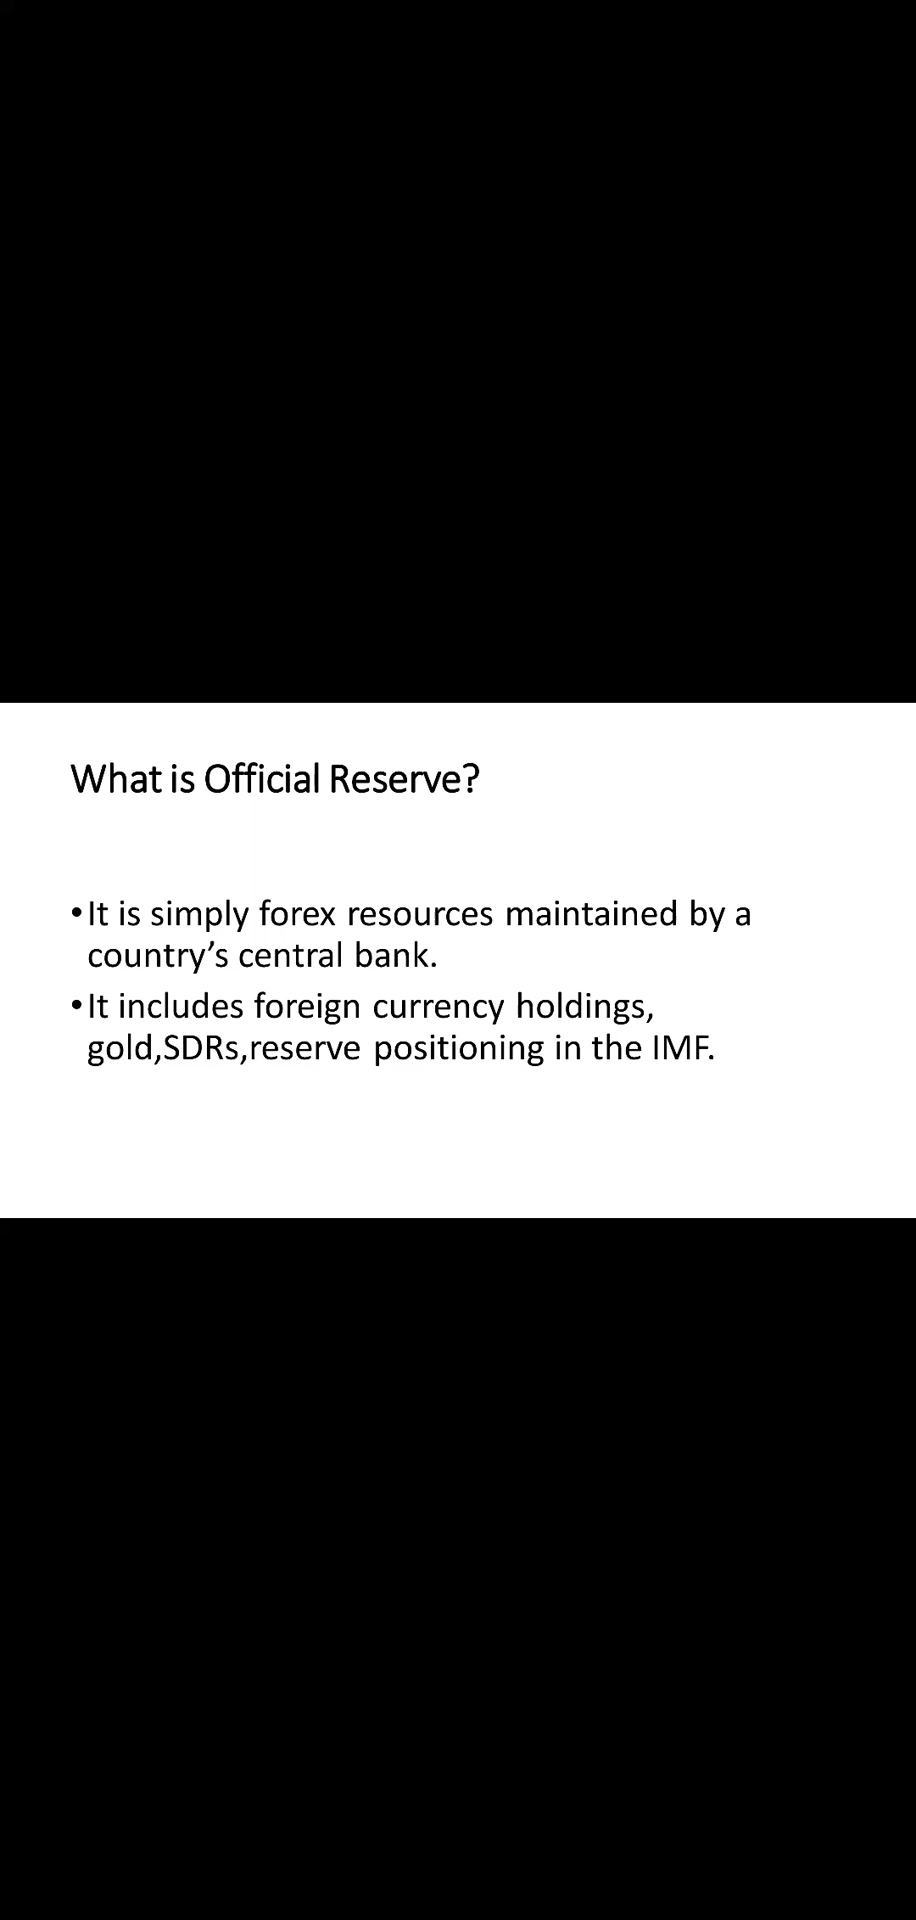 What is Official Reserve?
•It is simply forex resources maintained by a
country’s central bank.
•It includes foreign currency holdings,
gold,SDRs,reserve positioning in the IMF.